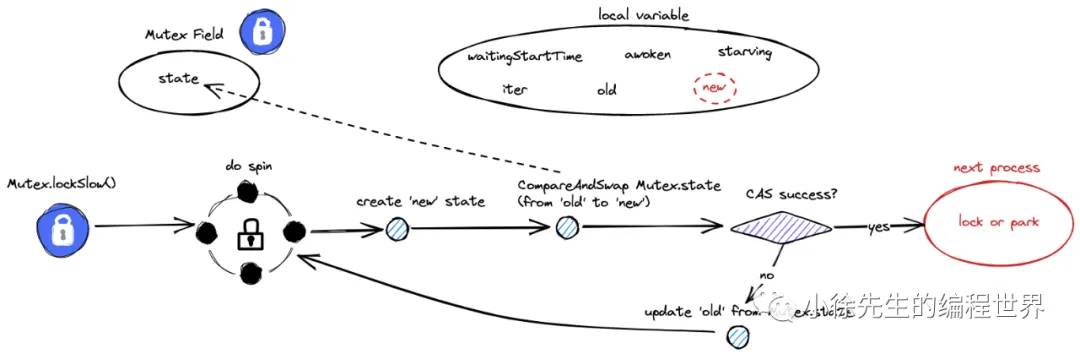 local variable
Mutex Field
waitingStartTime awoken starving
state
iter old new
do spin
next process
Mutex.lockSlow()
CompareAndSwap Mutex.state
(from 'old' to 'new')
CAS success?
create 'new' state
lock or park
yes
no
update 'old' from Mutex.state
小徐先生的编程世界